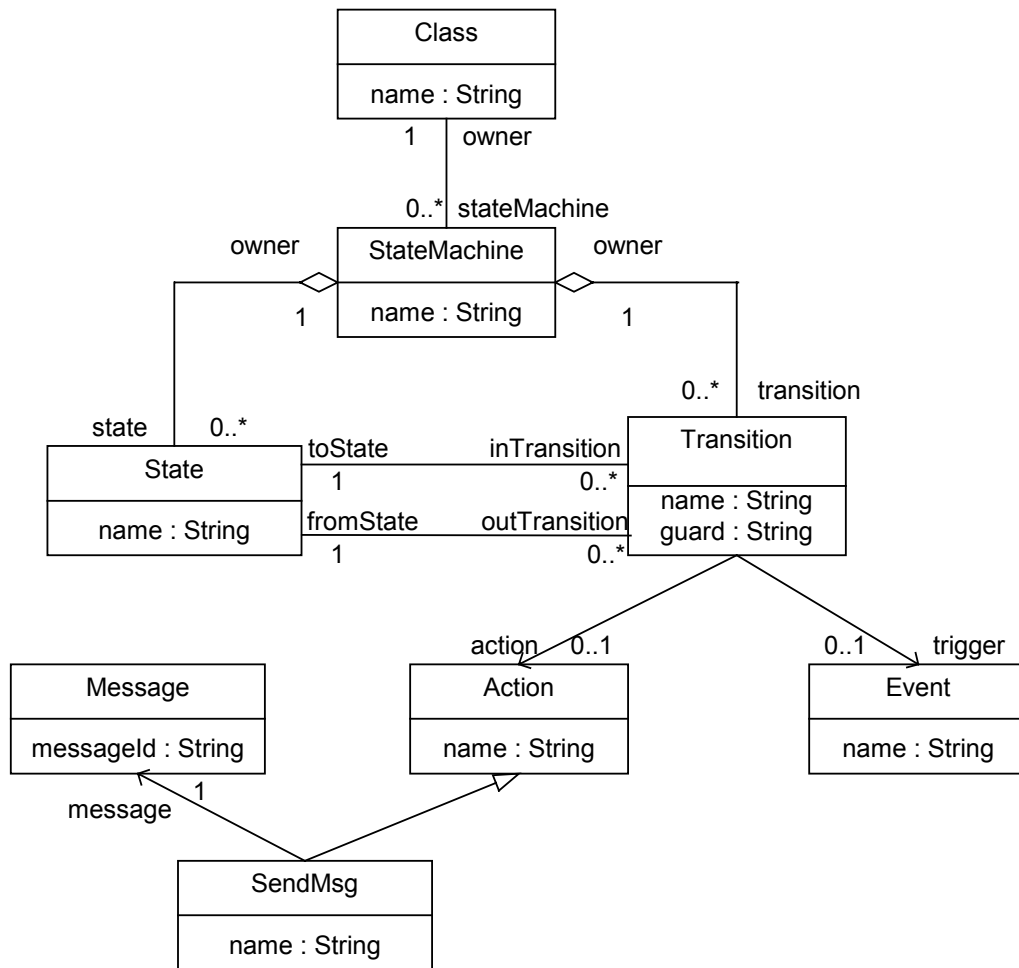 Class
name : String
1 owner
0..* stateMachine
owner StateMachine owner
name : String
1 1
0..* transition
state 0..*
State
name : String
toState inTransition
1 0..*
fromState outTransition
1 0..*
Transition
name : String
guard : String
action 0..1
0..1 trigger
Message
messageId : String
Action
name : String
Event
name : String
message 1
SendMsg
name : String